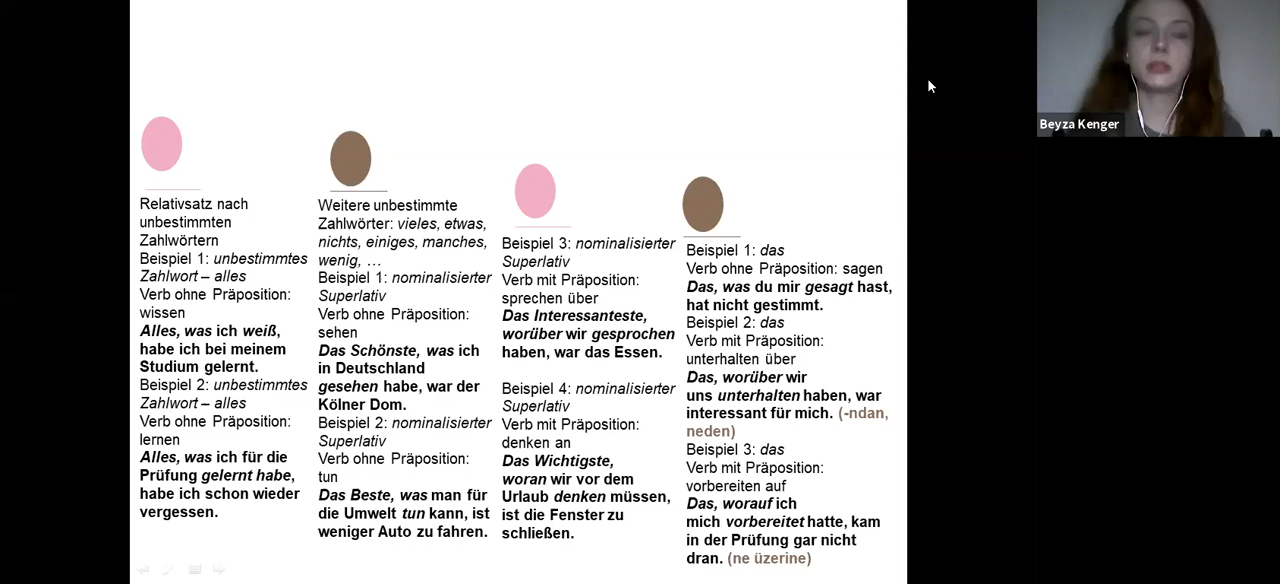 Relativsatz nach
unbestimmten
Zahlwörtern
Beispiel 1: unbestimmtes
Zahlwort – alles
Verb ohne Präposition:
wissen
Alles, was ich weiß,
habe ich bei meinem
Studium gelernt.
Beispiel 2: unbestimmtes
Zahlwort – alles
Verb ohne Präposition:
lernen
Alles, was ich für die
Prüfung gelernt habe,
habe ich schon wieder
vergessen.
Weitere unbestimmte
Zahlwörter: vieles, etwas,
nichts, einiges, manches,
wenig, …
Beispiel 1: nominalisierter
Superlativ
Verb ohne Präposition:
sehen
Das Schönste, was ich
in Deutschland
gesehen habe, war der
Kölner Dom.
Beispiel 2: nominalisierter
Superlativ
Verb ohne Präposition:
tun
Das Beste, was man für
die Umwelt tun kann, ist
weniger Auto zu fahren.
Beispiel 3: nominalisierter
Superlativ
Verb mit Präposition:
sprechen über
Das Interessanteste,
worüber wir gesprochen
haben, war das Essen.
Beispiel 4: nominalisierter
Superlativ
Verb mit Präposition:
denken an
Das Wichtigste,
woran wir vor dem
Urlaub denken müssen,
ist die Fenster zu
schließen.
Beispiel 1: das
Verb ohne Präposition: sagen
Das, was du mir gesagt hast,
hat nicht gestimmt.
Beispiel 2: das
Verb mit Präposition:
unterhalten über
Das, worüber wir
uns unterhalten haben, war
interessant für mich. (-ndan,
neden)
Beispiel 3: das
Verb mit Präposition:
vorbereiten auf
Das, worauf ich
mich vorbereitet hatte, kam
in der Prüfung gar nicht
dran. (ne üzerine)
Beyza Kenger